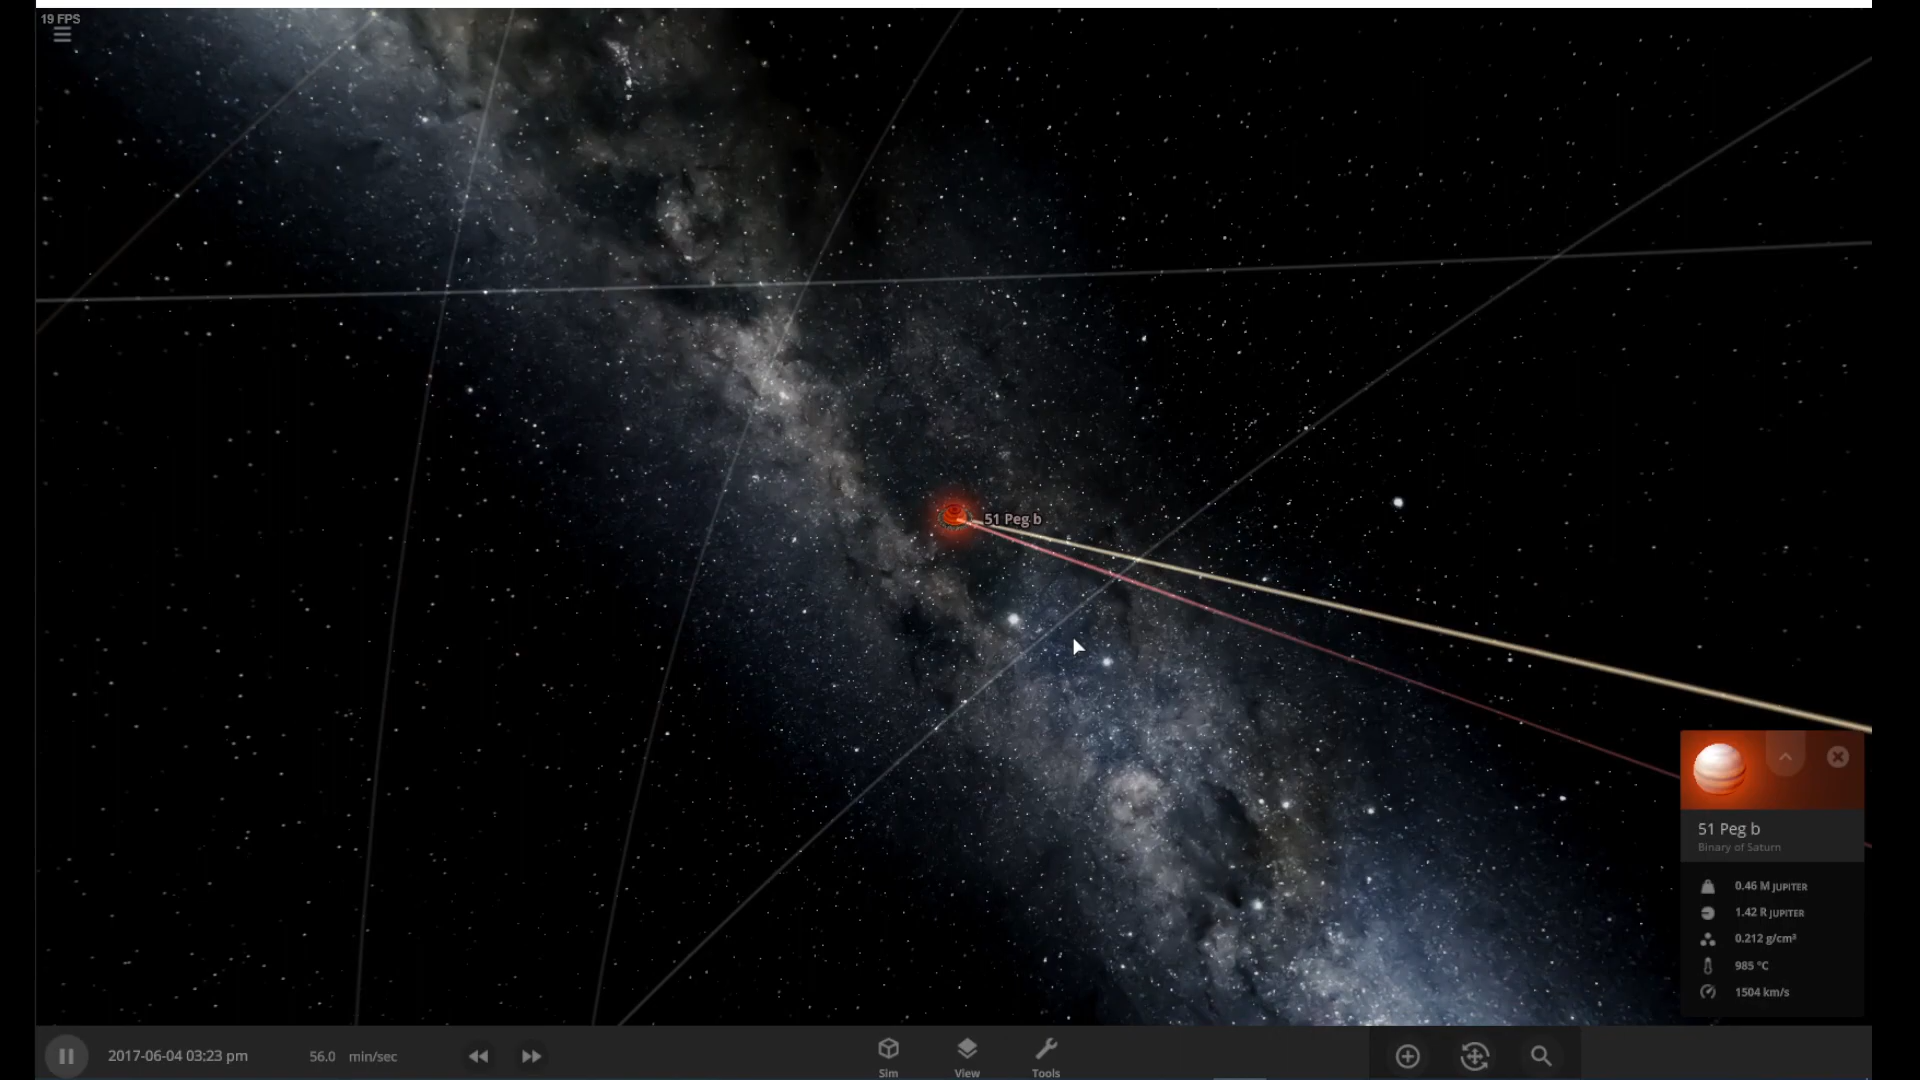 19 FPS
51 Peg b
51 Peg b
Binary of Saturn
0.46 M JUPITER
1.42 R JUPITER
0.212 g/cm³
985 °C
1504 km/s
2017-06-04 03:23 pm
56.0 min/sec
Sim
View
Tools